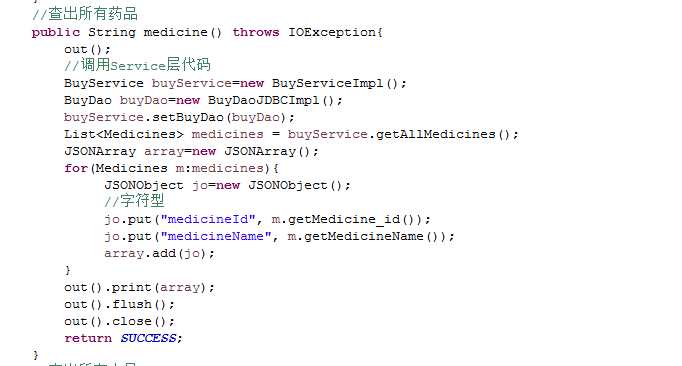 }
//查出所有药品
public String medicine() throws IOException{
out();
//调用Service层代码
BuyService buyService=new BuyServiceImpl();
BuyDao buyDao=new BuyDaoJDBCImpl();
buyService.setBuyDao(buyDao);
List<Medicines> medicines = buyService.getAllMedicines();
JSONArray array=new JSONArray();
for(Medicines m:medicines){
JSONObject jo=new JSONObject();
//字符型
jo.put("medicineId", m.getMedicine_id());
jo.put("medicineName", m.getMedicineName());
array.add(jo);
}
out().print(array);
out().flush();
out().close();
return SUCCESS;
}